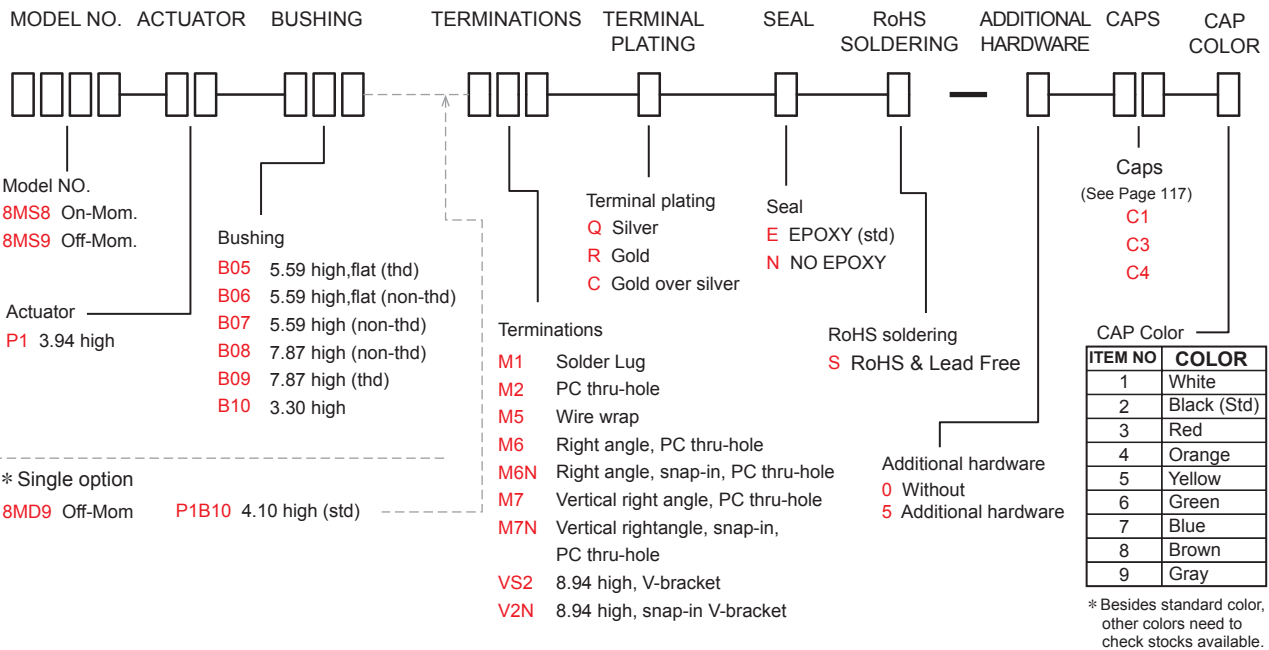 MODEL NO. ACTUATOR BUSHING TERMINATIONS TERMINAL PLATING SEAL RoHS SOLDERING ADDITIONAL HARDWARE CAPS CAP COLOR
Model NO.
8MS8 On-Mom.
8MS9 Off-Mom.
Actuator
P1 3.94 high
Bushing
B05 5.59 high,flat (thd)
B06 5.59 high,flat (non-thd)
B07 5.59 high (non-thd)
B08 7.87 high (non-thd)
B09 7.87 high (thd)
B10 3.30 high
* Single option
8MD9 Off-Mom P1B10 4.10 high (std)
Terminations
M1 Solder Lug
M2 PC thru-hole
M5 Wire wrap
M6 Right angle, PC thru-hole
M6N Right angle, snap-in, PC thru-hole
M7 Vertical right angle, PC thru-hole
M7N Vertical rightangle, snap-in,
PC thru-hole
VS2 8.94 high, V-bracket
V2N 8.94 high, snap-in V-bracket
Terminal plating
Q Silver
R Gold
C Gold over silver
Seal
E EPOXY (std)
N NO EPOXY
RoHS soldering
S RoHS & Lead Free
Additional hardware
0 Without
5 Additional hardware
Caps
(See Page 117)
C1
C3
C4
CAP Color
ITEM NO COLOR
1 White
2 Black (Std)
3 Red
4 Orange
5 Yellow
6 Green
7 Blue
8 Brown
9 Gray
* Besides standard color,
other colors need to
check stocks available.